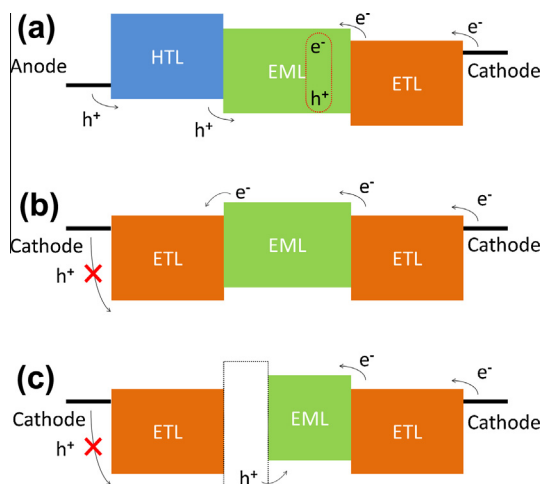 (a)
e-
e-
HTL
e-
Anode
EML
Cathode
ETL
h+
h+
h+
(b)
e-
e-
e-
Cathode
ETL
EML
ETL
Cathode
h+
(c)
e-
e-
Cathode
ETL
EML
ETL
Cathode
h+
h+